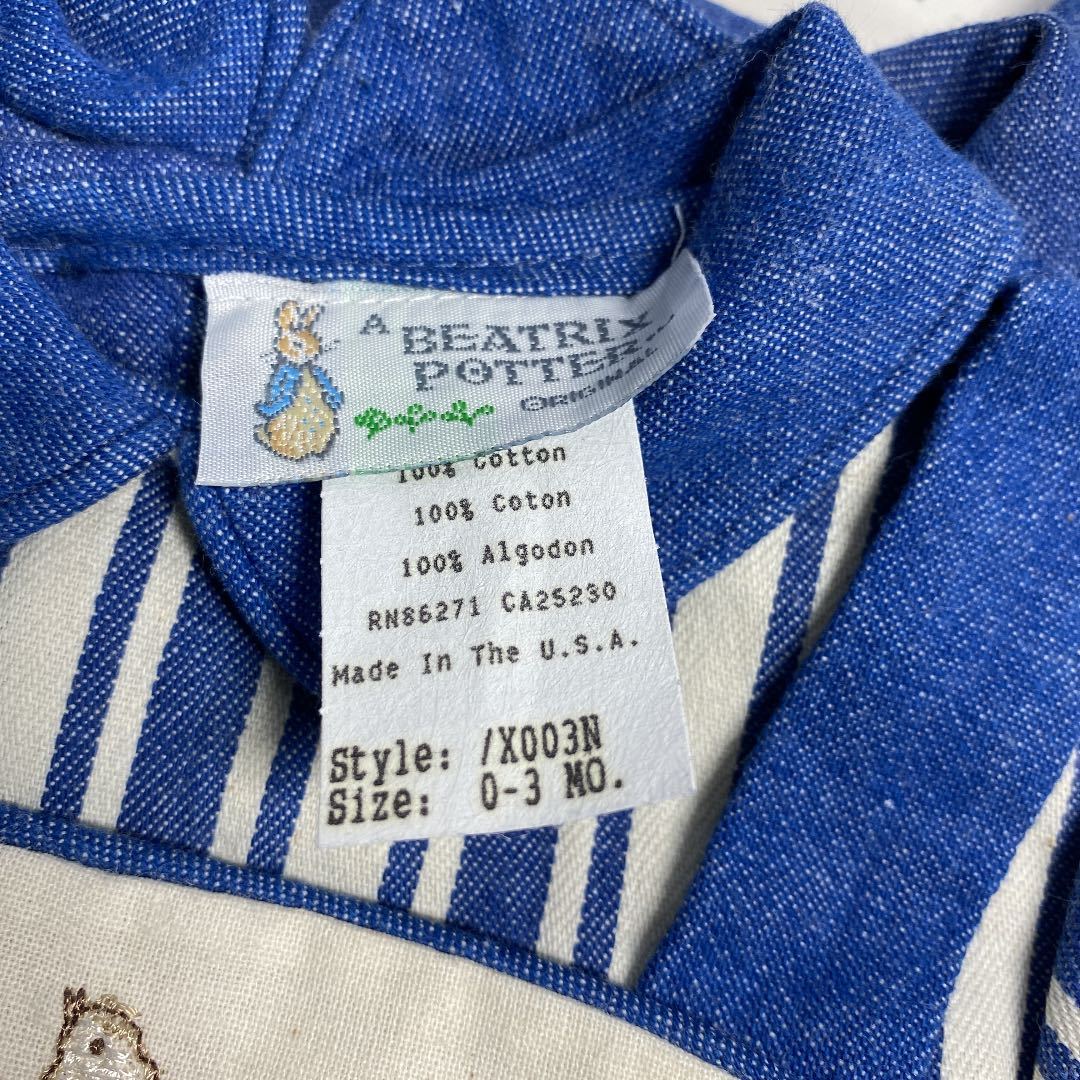 A
BEATRIX
POTTER
ORIGINAL
100% Cotton
100% Coton
100% Algodon
RN86271 CA25230
Made In The U.S.A.
Style: /X003N
Size: 0-3 MO.